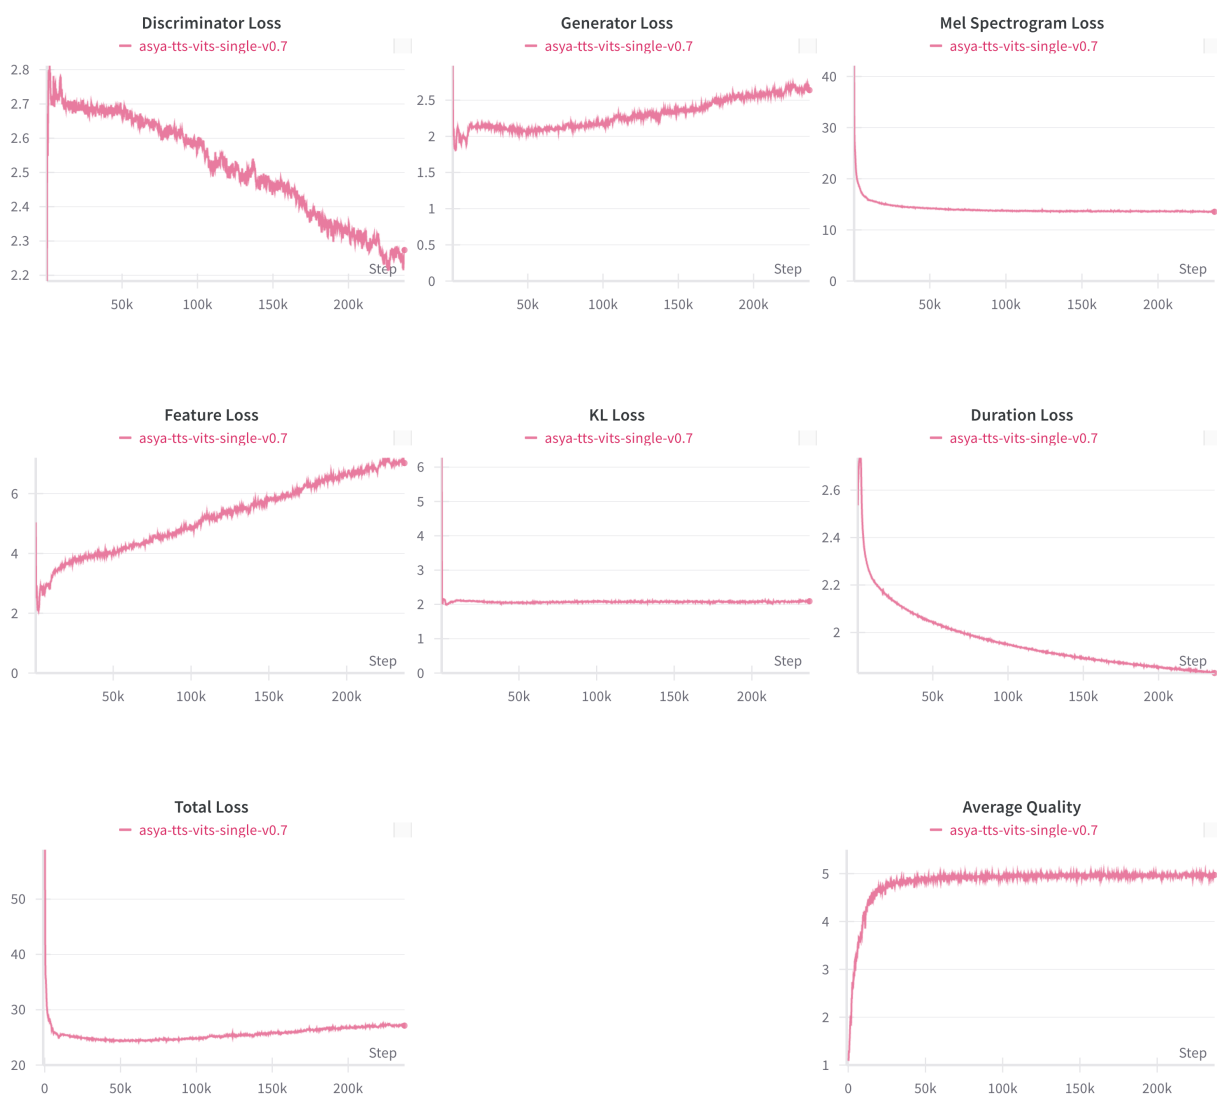 Discriminator Loss
asya-tts-vits-single-v0.7
2.8
2.7
2.6
2.5
2.4
2.3
2.2
Step
50k 100k 150k 200k
Generator Loss
asya-tts-vits-single-v0.7
2.5
2
1.5
1
0.5
0
Step
50k 100k 150k 200k
Mel Spectrogram Loss
asya-tts-vits-single-v0.7
40
30
20
10
0
Step
50k 100k 150k 200k
Feature Loss
asya-tts-vits-single-v0.7
6
4
2
0
Step
50k 100k 150k 200k
KL Loss
asya-tts-vits-single-v0.7
6
5
4
3
2
1
0
Step
50k 100k 150k 200k
Duration Loss
asya-tts-vits-single-v0.7
2.6
2.4
2.2
2
Step
50k 100k 150k 200k
Total Loss
asya-tts-vits-single-v0.7
50
40
30
20
Step
0 50k 100k 150k 200k
Average Quality
asya-tts-vits-single-v0.7
5
4
3
2
1
Step
0 50k 100k 150k 200k